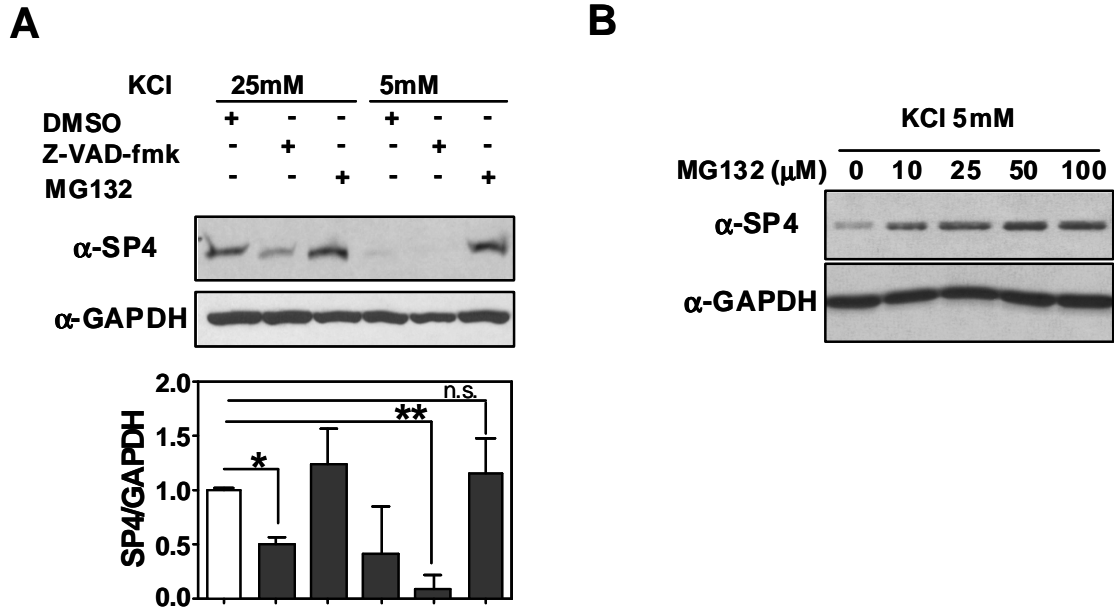 A
KCl 25mM 5mM
DMSO + - - + - -
Z-VAD-fmk - + - - + -
MG132 - - + - - +
α-SP4
α-GAPDH
SP4/GAPDH
2.0
1.5
1.0
0.5
0.0
*
**
n.s.
B
KCl 5mM
MG132 (μM) 0 10 25 50 100
α-SP4
α-GAPDH